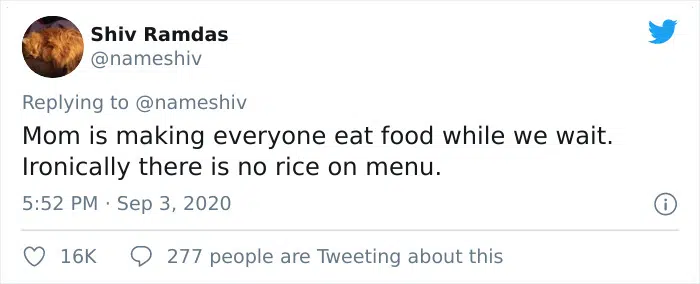 Shiv Ramdas
@nameshiv
Replying to @nameshiv
Mom is making everyone eat food while we wait.
Ironically there is no rice on menu.
5:52 PM · Sep 3, 2020
16K 277 people are Tweeting about this